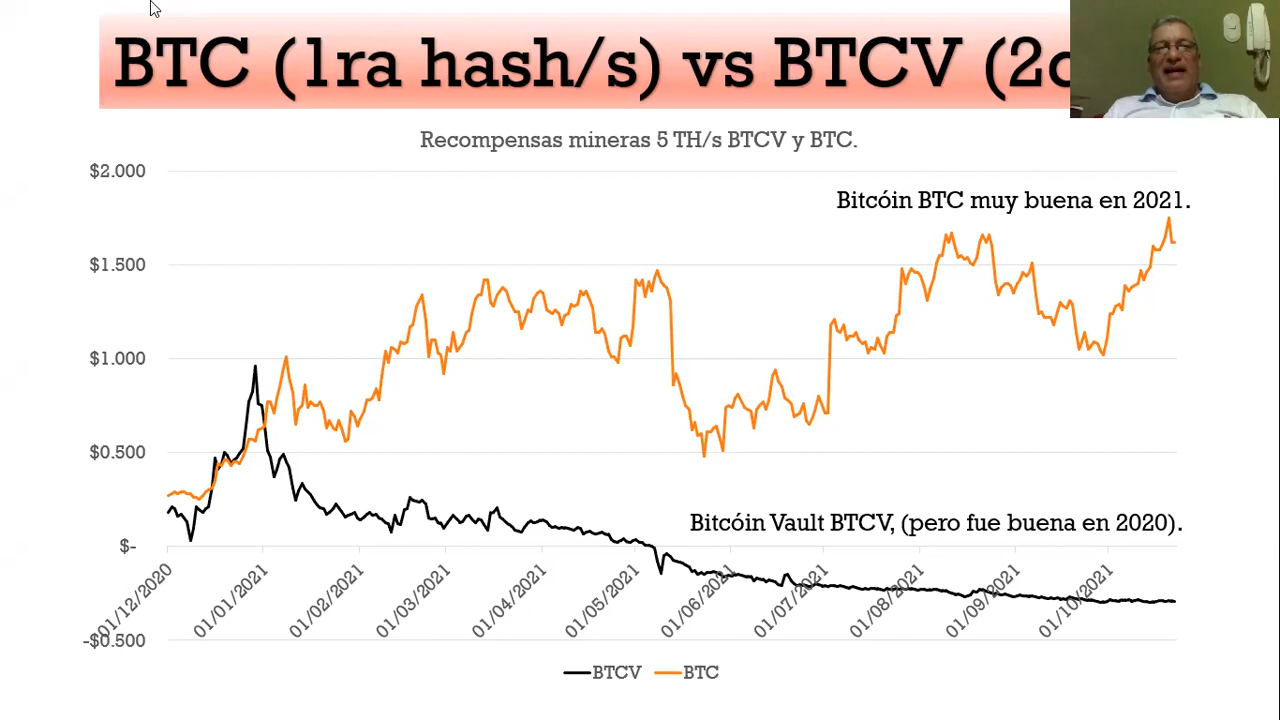 BTC (1ra hash/s) vs BTCV (2
Recompensas mineras 5 TH/s BTCV y BTC.
$2.000
Bitcóin BTC muy buena en 2021.
$1.500
$1.000
$0.500
Bitcóin Vault BTCV, (pero fue buena en 2020).
$-
-$0.500
01/12/2020
01/01/2021
01/02/2021
01/03/2021
01/04/2021
01/05/2021
01/06/2021
01/07/2021
01/08/2021
01/09/2021
01/10/2021
BTCV
BTC